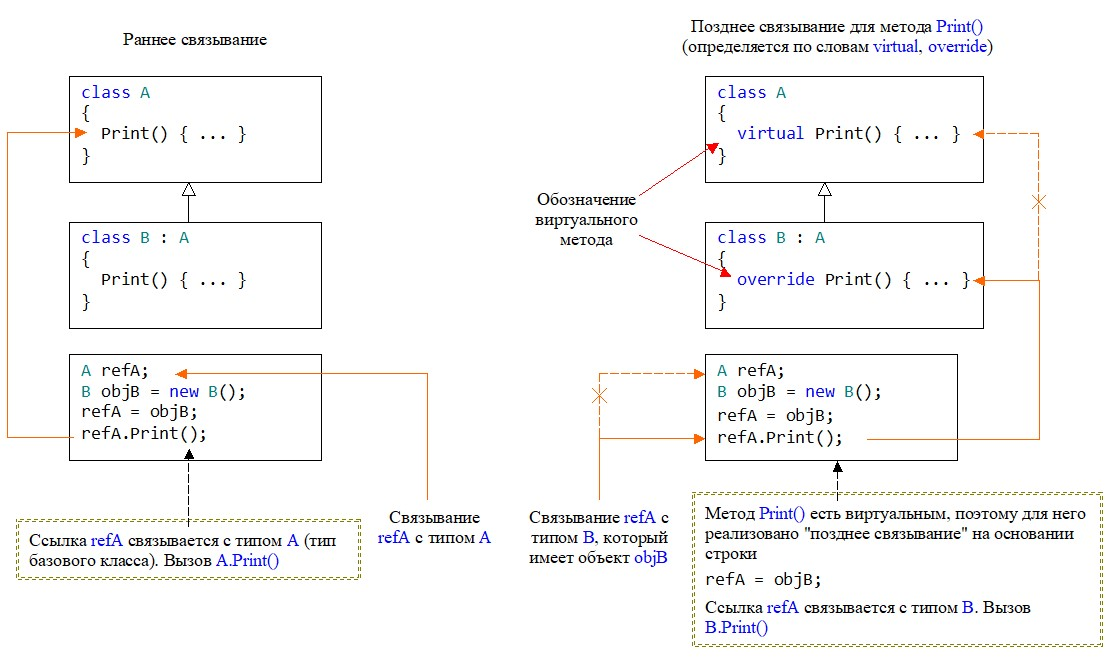 Раннее связывание
class A
{
Print() { ... }
}
class B : A
{
Print() { ... }
}
A refA;
B objB = new B();
refA = objB;
refA.Print();
Ссылка refA связывается с типом A (тип
базового класса). Вызов A.Print()
Связывание
refA с типом A
Позднее связывание для метода Print()
(определяется по словам virtual, override)
class A
{
virtual Print() { ... }
}
Обозначение
виртуального
метода
class B : A
{
override Print() { ... }
}
A refA;
B objB = new B();
refA = objB;
refA.Print();
Связывание refA с
типом B, который
имеет объект objB
Метод Print() есть виртуальным, поэтому для него
реализовано "позднее связывание" на основании
строки
refA = objB;
Ссылка refA связывается с типом B. Вызов
B.Print()